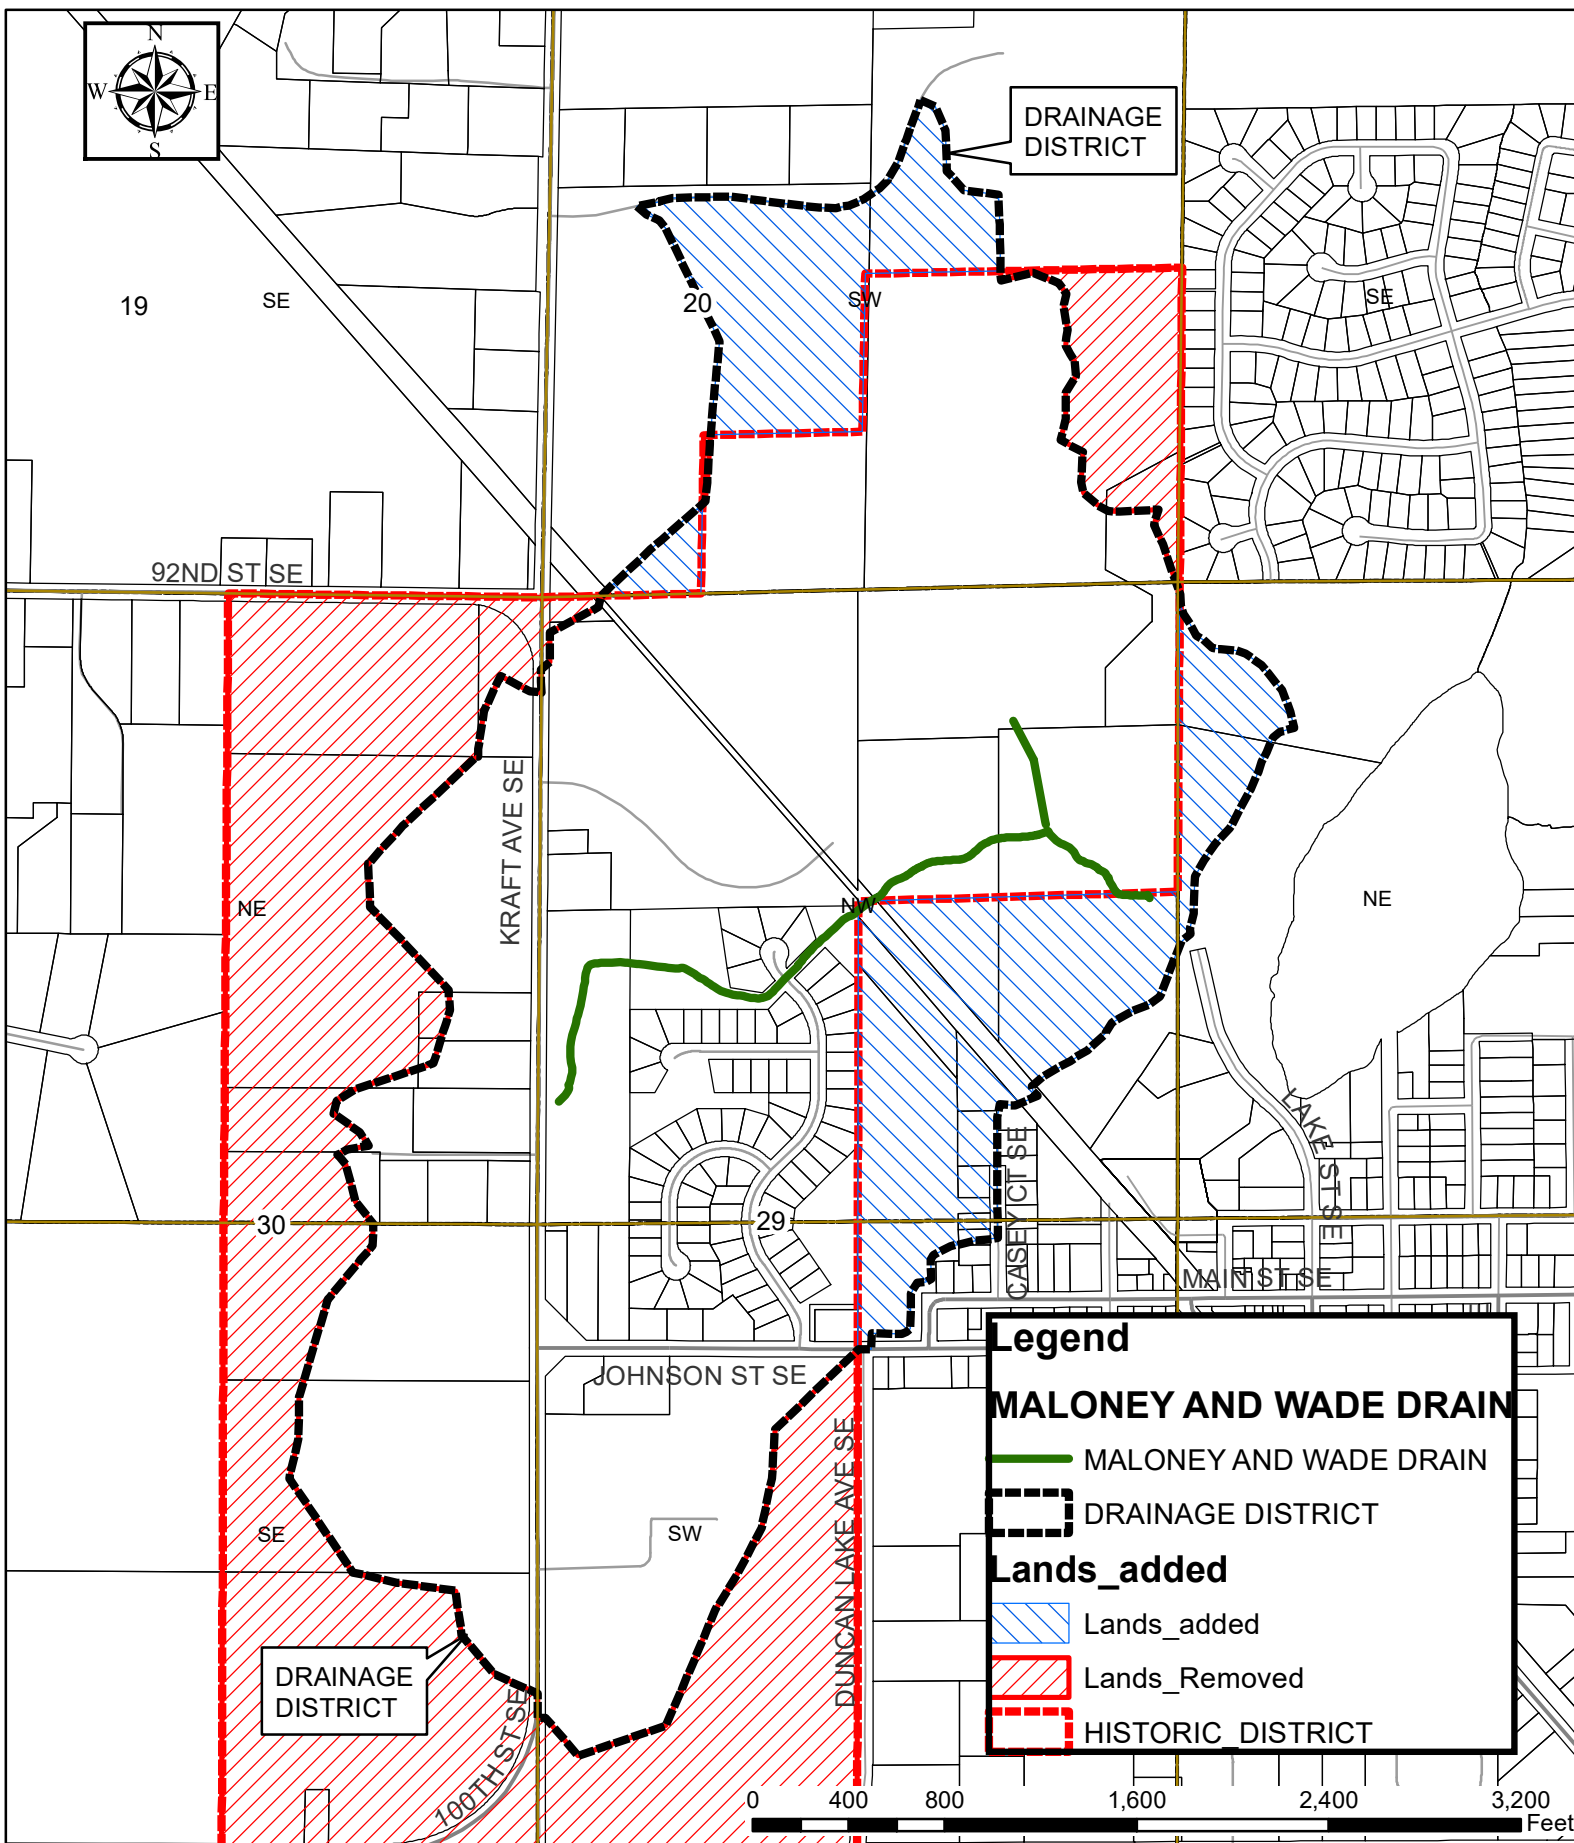 N
W E
S
DRAINAGE
DISTRICT
19
SE
20
SW
SE
92ND ST SE
KRAFT AVE SE
NE
NW
NE
LAKE ST SE
CASEY CT SE
30
29
MAIN ST SE
JOHNSON ST SE
DUNCAN LAKE AVE SE
SE
SW
DRAINAGE
DISTRICT
100TH ST SE
Legend
MALONEY AND WADE DRAIN
MALONEY AND WADE DRAIN
DRAINAGE DISTRICT
Lands_added
Lands_added
Lands_Removed
HISTORIC_DISTRICT
0 400 800 1,600 2,400 3,200
Feet